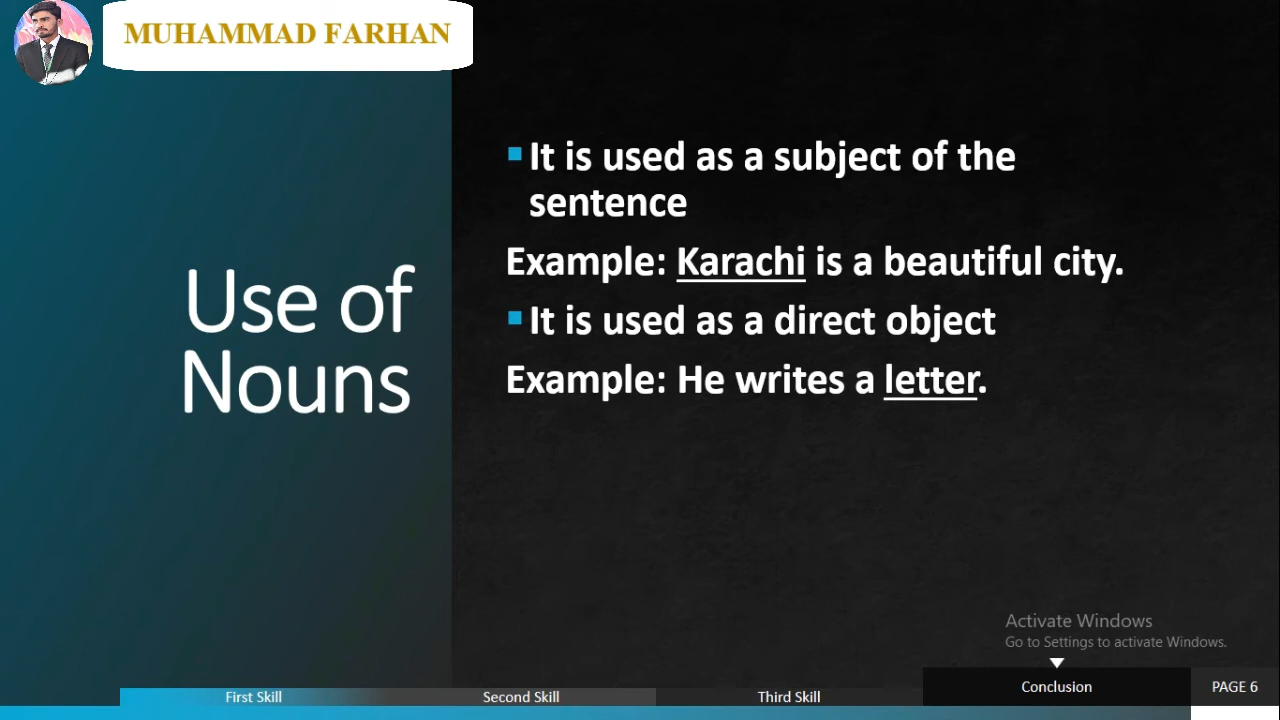 MUHAMMAD FARHAN
Use of
Nouns
It is used as a subject of the
sentence
Example: Karachi is a beautiful city.
It is used as a direct object
Example: He writes a letter.
Activate Windows
Go to Settings to activate Windows.
First Skill
Second Skill
Third Skill
Conclusion
PAGE 6